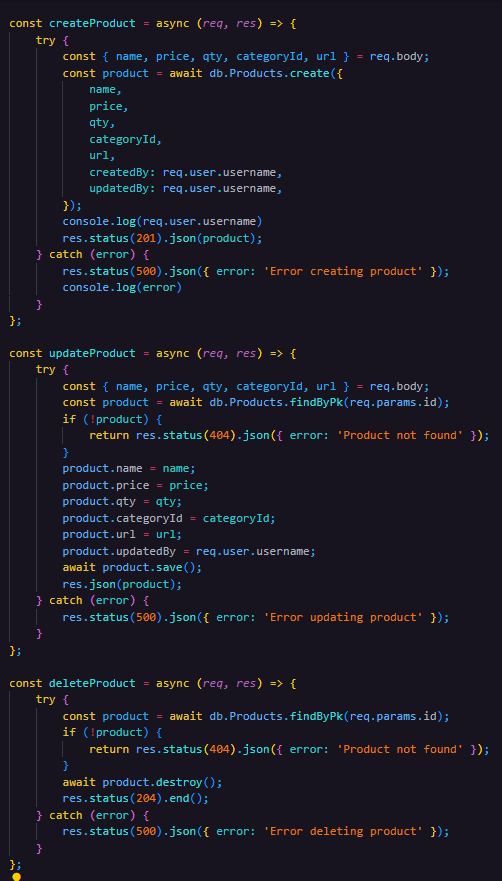 const createProduct = async (req, res) => {
    try {
        const { name, price, qty, categoryId, url } = req.body;
        const product = await db.Products.create({
            name,
            price,
            qty,
            categoryId,
            url,
            createdBy: req.user.username,
            updatedBy: req.user.username,
        });
        console.log(req.user.username)
        res.status(201).json(product);
    } catch (error) {
        res.status(500).json({ error: 'Error creating product' });
        console.log(error)
    }
};

const updateProduct = async (req, res) => {
    try {
        const { name, price, qty, categoryId, url } = req.body;
        const product = await db.Products.findByPk(req.params.id);
        if (!product) {
            return res.status(404).json({ error: 'Product not found' });
        }
        product.name = name;
        product.price = price;
        product.qty = qty;
        product.categoryId = categoryId;
        product.url = url;
        product.updatedBy = req.user.username;
        await product.save();
        res.json(product);
    } catch (error) {
        res.status(500).json({ error: 'Error updating product' });
    }
};

const deleteProduct = async (req, res) => {
    try {
        const product = await db.Products.findByPk(req.params.id);
        if (!product) {
            return res.status(404).json({ error: 'Product not found' });
        }
        await product.destroy();
        res.status(204).end();
    } catch (error) {
        res.status(500).json({ error: 'Error deleting product' });
    }
};